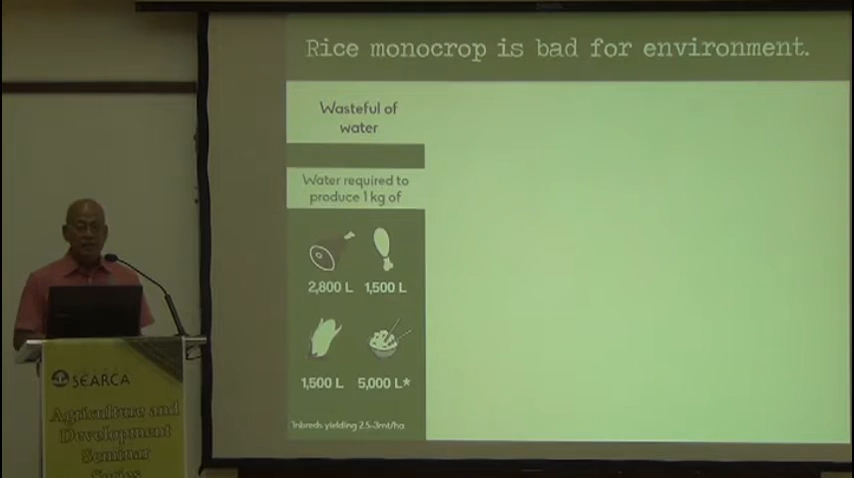 Rice monocrop is bad for environment.
Wasteful of
water
Water required to
produce 1 kg of
2,800 L 1,500 L
1,500 L 5,000 L*
Inbreds yielding 2.5-3mt/ha
SEARCA
Agriculture and
Development
Seminar
Series